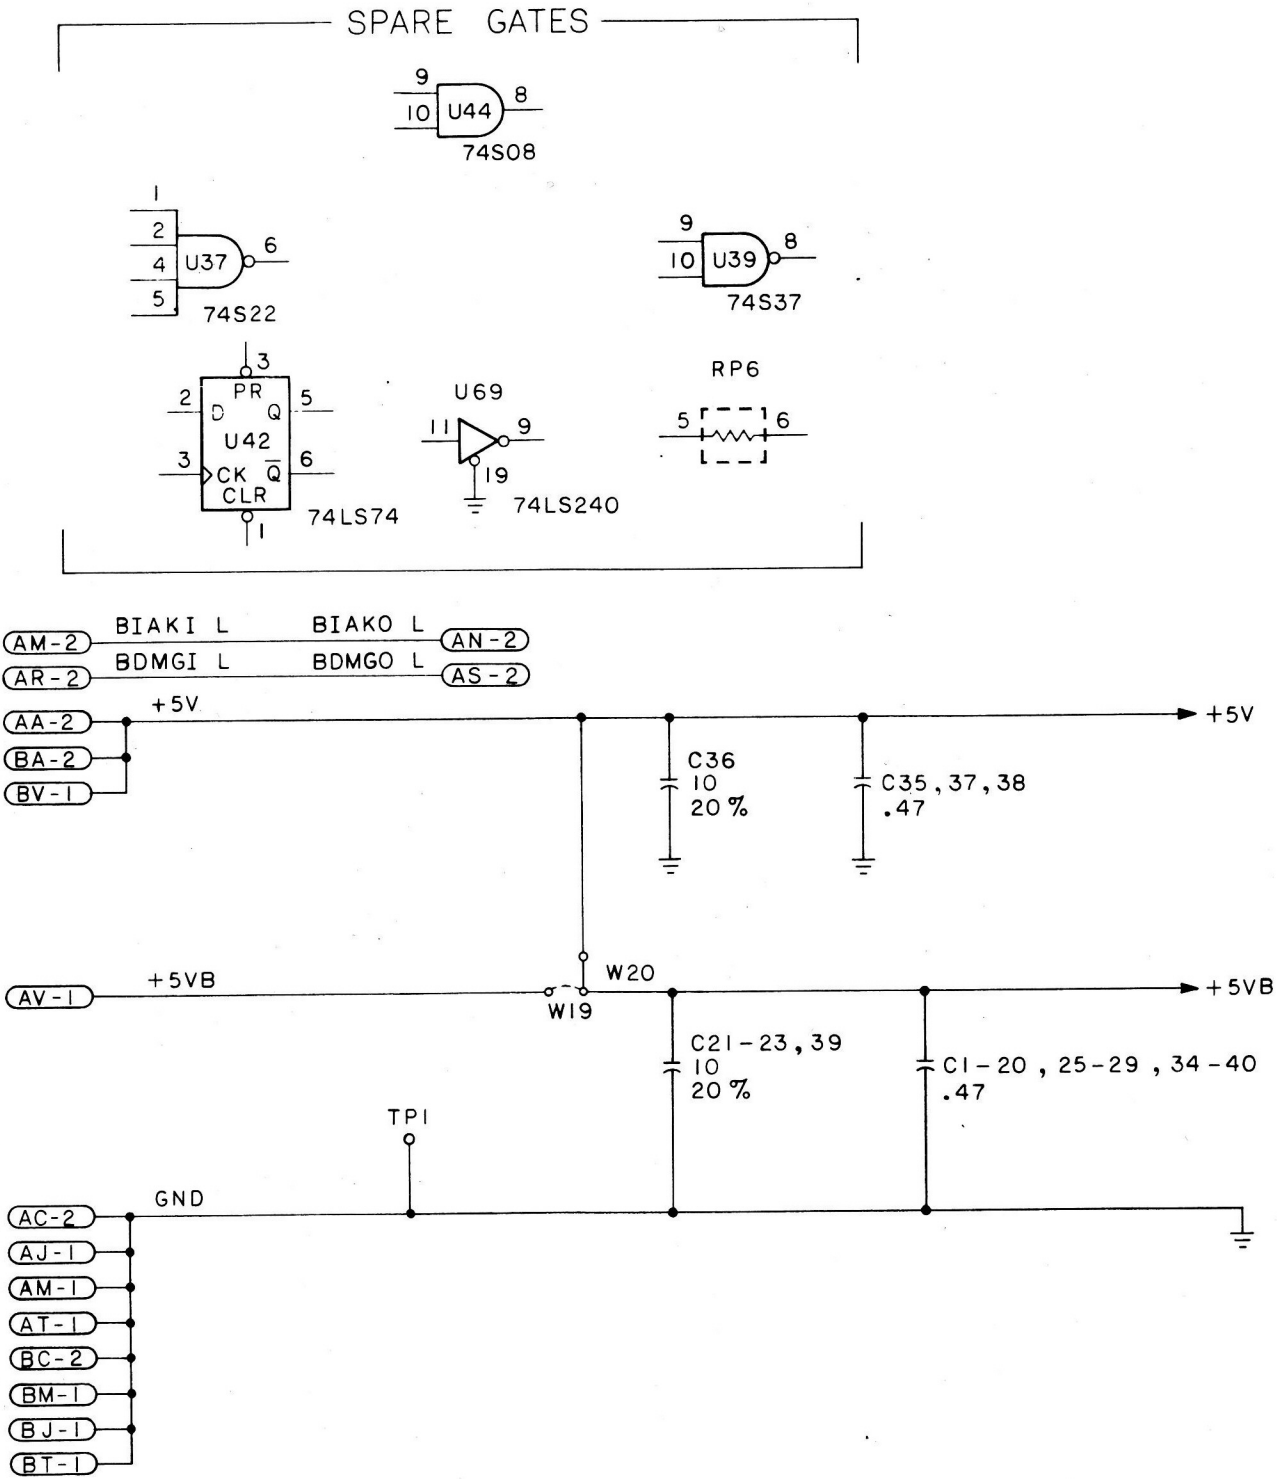 SPARE GATES
9
10
U44
8
74S08
1
2
4
5
U37
6
74S22
9
10
U39
8
74S37
3
PR
2
D
Q
5
U42
3
CK
Q̅
6
CLR
1
74LS74
U69
11
9
19
74LS240
RP6
5
6
AM-2
BIAKI L
BIAKO L
AN-2
AR-2
BDMGI L
BDMGO L
AS-2
AA-2
+5V
+5V
BA-2
BV-1
C36
10
20%
C35,37,38
.47
AV-1
+5VB
W19
W20
+5VB
C21-23,39
10
20%
C1-20, 25-29, 34-40
.47
TP1
AC-2
GND
AJ-1
AM-1
AT-1
BC-2
BM-1
BJ-1
BT-1